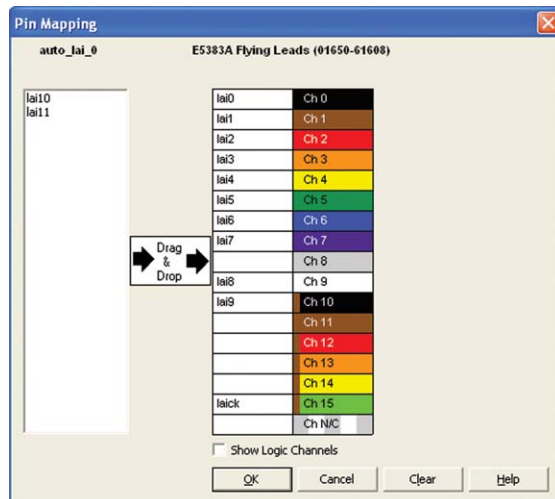 Pin Mapping
auto_lai_0 E5383A Flying Leads (01650-61608)
lai10
lai11
lai0 Ch 0
lai1 Ch 1
lai2 Ch 2
lai3 Ch 3
lai4 Ch 4
lai5 Ch 5
lai6 Ch 6
lai7 Ch 7
Ch 8
lai8 Ch 9
lai9 Ch 10
Ch 11
Ch 12
Ch 13
Ch 14
laick Ch 15
Ch N/C
Drag
&
Drop
Show Logic Channels
OK Cancel Clear Help